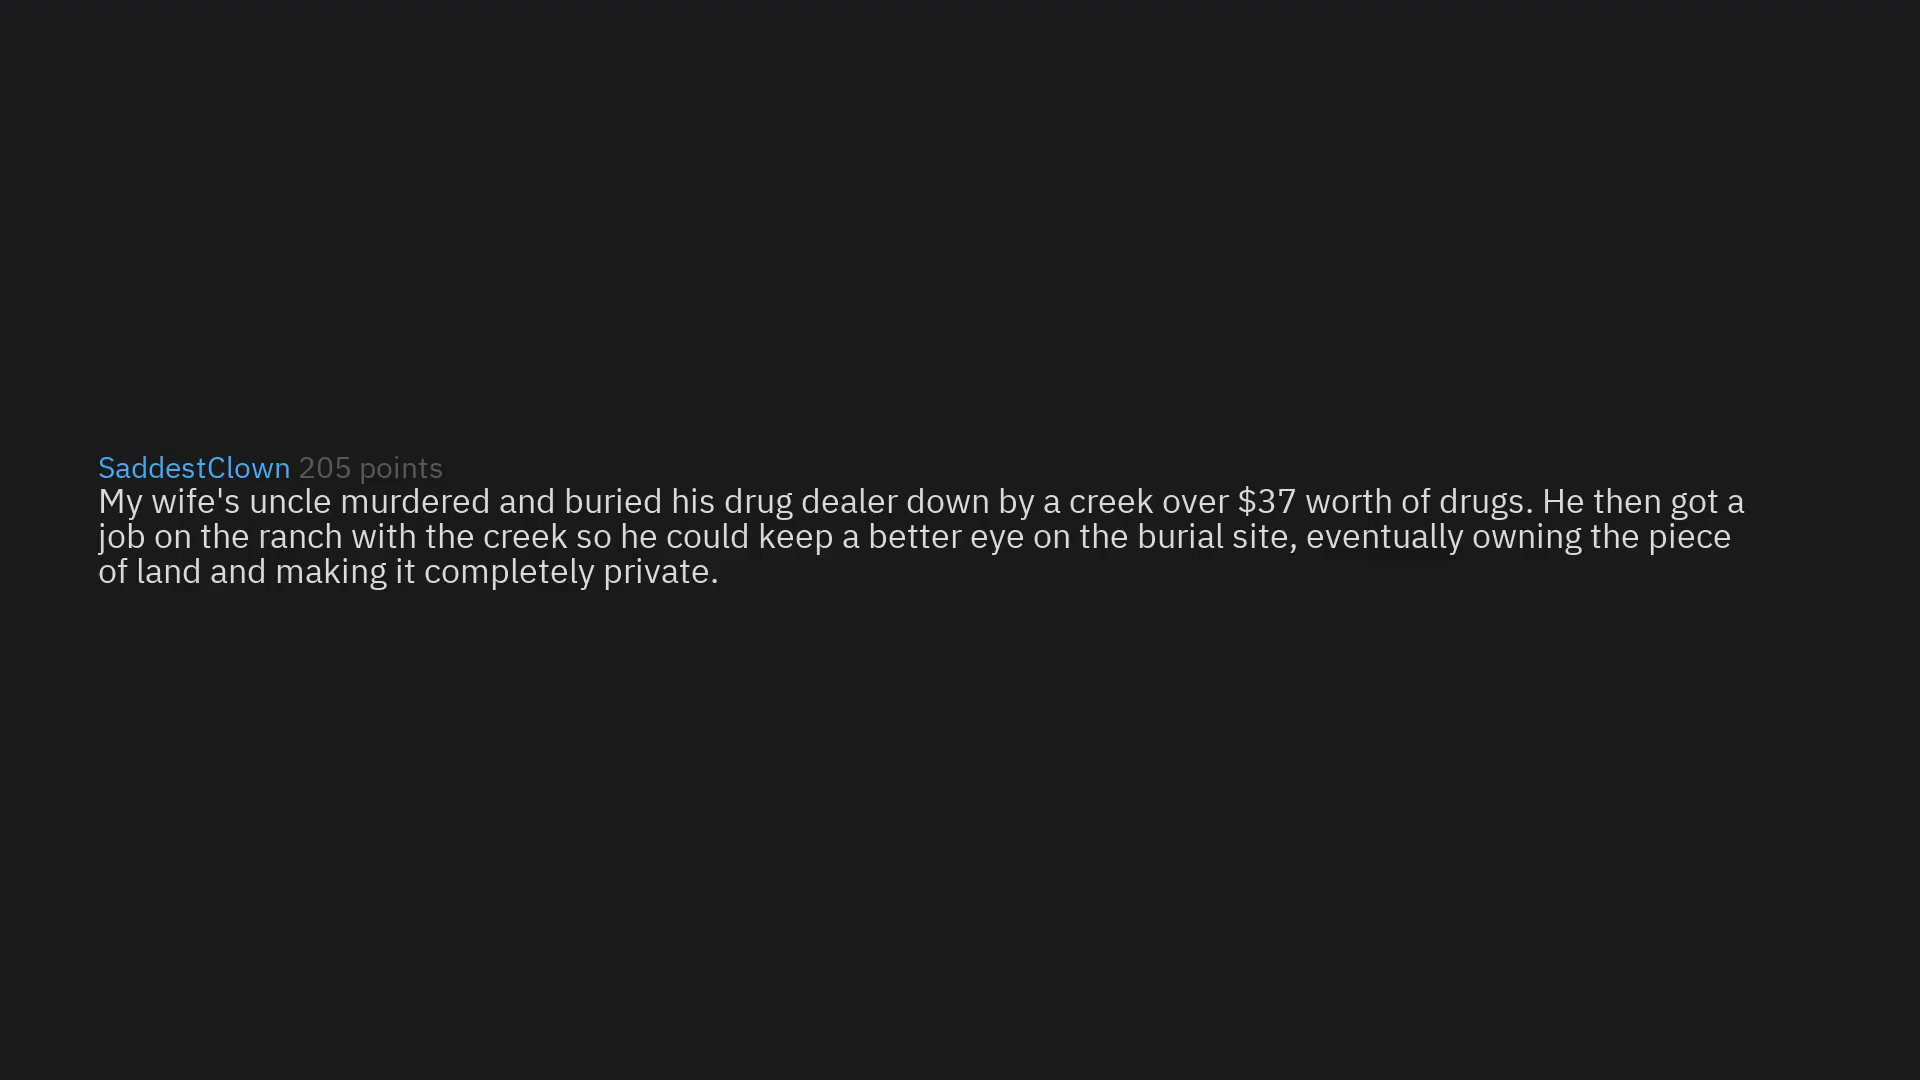 SaddestClown 205 points
My wife's uncle murdered and buried his drug dealer down by a creek over $37 worth of drugs. He then got a
job on the ranch with the creek so he could keep a better eye on the burial site, eventually owning the piece
of land and making it completely private.